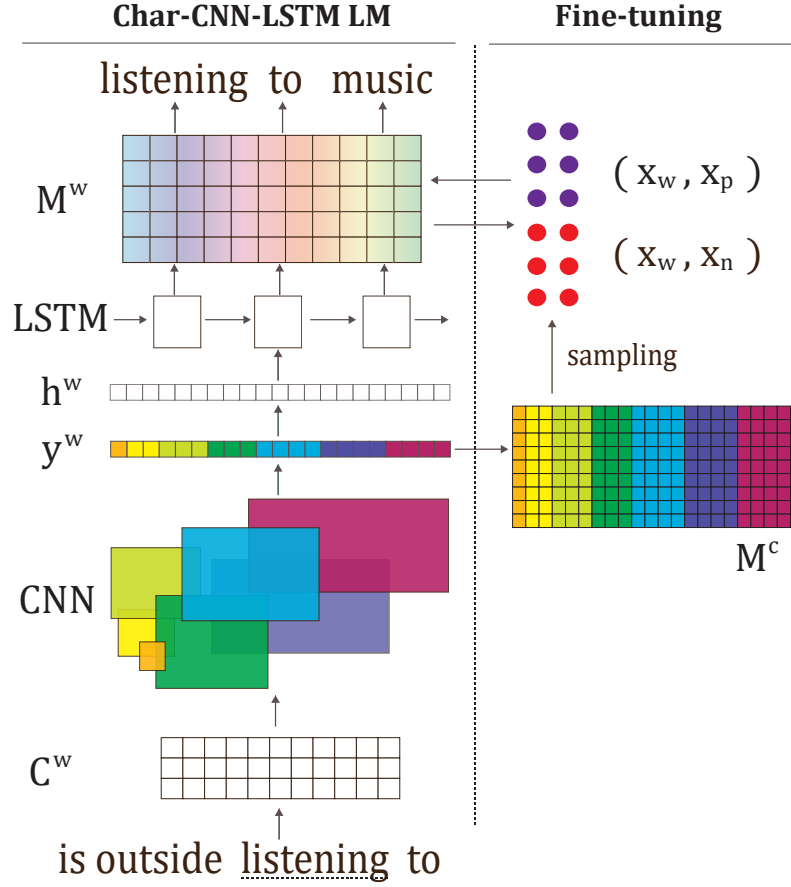 Char-CNN-LSTM LM
Fine-tuning
listening to music
M^w
(x_w, x_p)
(x_w, x_n)
LSTM
sampling
h^w
y^w
M^c
CNN
C^w
is outside listening to